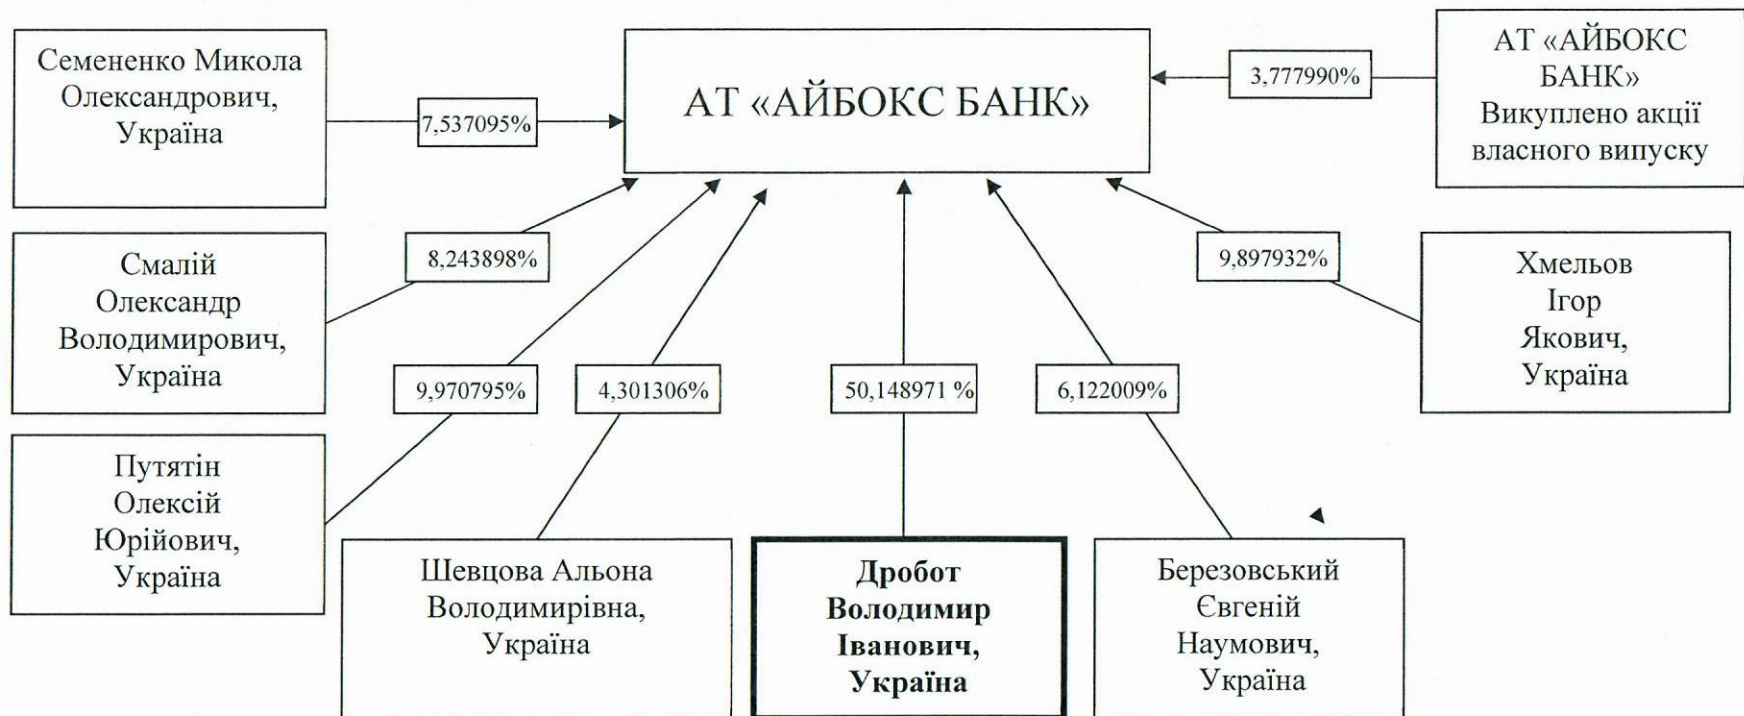 Семененко Микола
Олександрович,
Україна
7,537095%
АТ «АЙБОКС БАНК»
3,777990%
АТ «АЙБОКС
БАНК»
Викуплено акції
власного випуску
Смалій
Олександр
Володимирович,
Україна
8,243898%
9,897932%
Хмельов
Ігор
Якович,
Україна
9,970795%
4,301306%
50,148971 %
6,122009%
Путятін
Олексій
Юрійович,
Україна
Шевцова Альона
Володимирівна,
Україна
Дробот
Володимир
Іванович,
Україна
Березовський
Євгеній
Наумович,
Україна